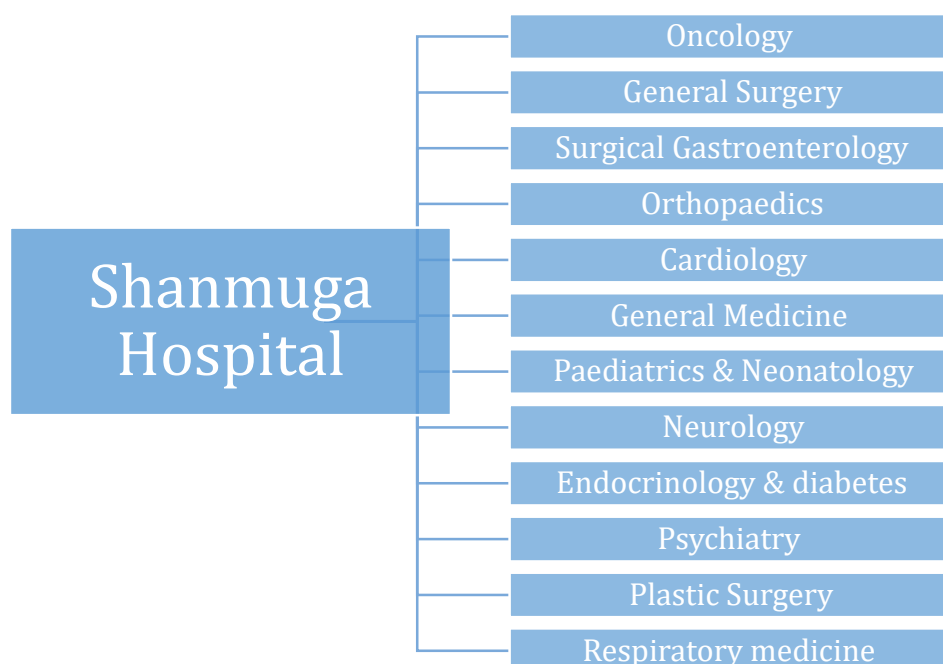 Shanmuga
Hospital
Oncology
General Surgery
Surgical Gastroenterology
Orthopaedics
Cardiology
General Medicine
Paediatrics & Neonatology
Neurology
Endocrinology & diabetes
Psychiatry
Plastic Surgery
Respiratory medicine